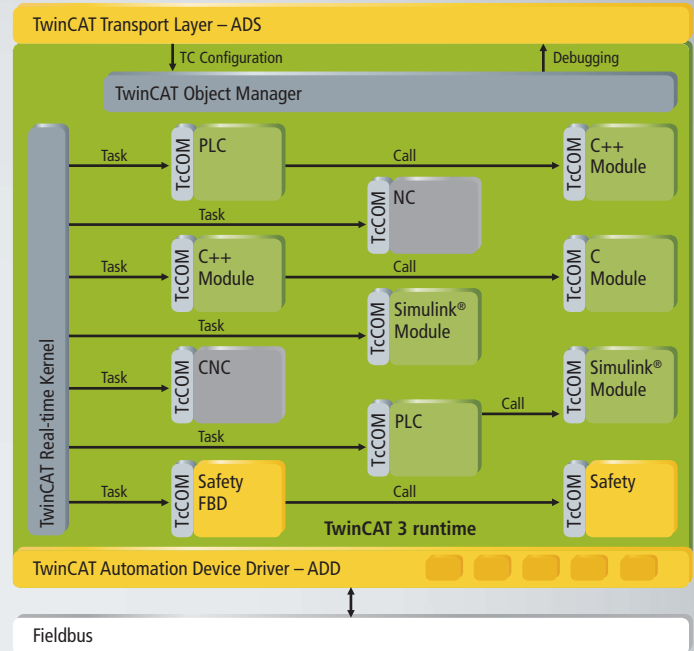 TwinCAT Transport Layer – ADS
TC Configuration
Debugging
TwinCAT Object Manager
TwinCAT Real-time Kernel
Task
TcCOM
PLC
Call
TcCOM
C++
Module
Task
TcCOM
NC
Task
TcCOM
C++
Module
Call
TcCOM
C
Module
Task
TcCOM
Simulink®
Module
Task
TcCOM
CNC
TcCOM
Simulink®
Module
Task
TcCOM
PLC
Call
Task
TcCOM
Safety
FBD
Call
TcCOM
Safety
TwinCAT 3 runtime
TwinCAT Automation Device Driver – ADD
Fieldbus